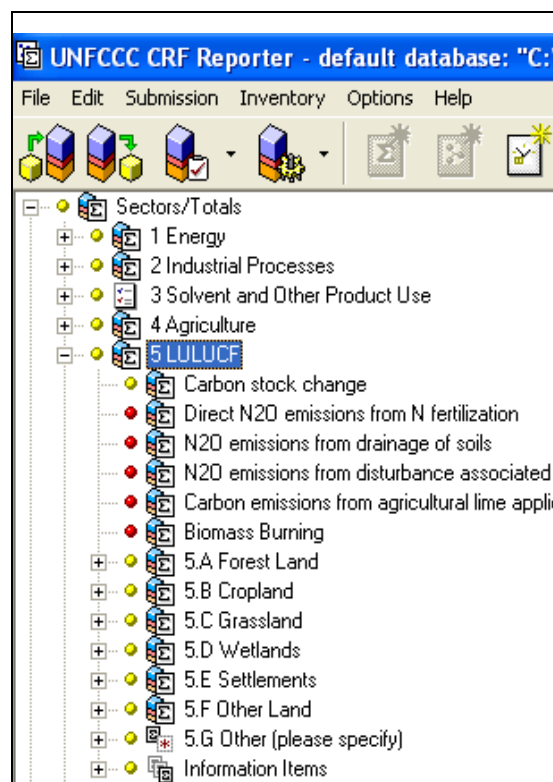 UNFCCC CRF Reporter - default database: "C:'
File Edit Submission Inventory Options Help
Sectors/Totals
1 Energy
2 Industrial Processes
3 Solvent and Other Product Use
4 Agriculture
5 LULUCF
Carbon stock change
Direct N2O emissions from N fertilization
N2O emissions from drainage of soils
N2O emissions from disturbance associated
Carbon emissions from agricultural lime appli
Biomass Burning
5.A Forest Land
5.B Cropland
5.C Grassland
5.D Wetlands
5.E Settlements
5.F Other Land
5.G Other (please specify)
Information Items